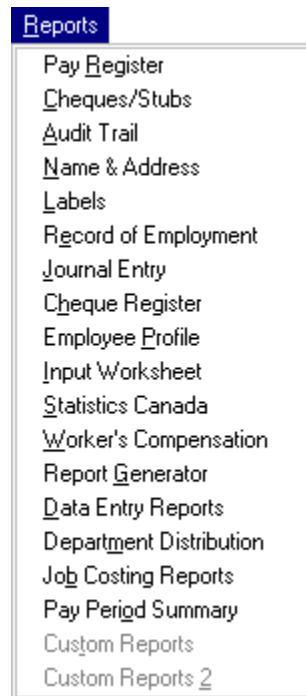 Reports
Pay Register
Cheques/Stubs
Audit Trail
Name & Address
Labels
Record of Employment
Journal Entry
Cheque Register
Employee Profile
Input Worksheet
Statistics Canada
Worker's Compensation
Report Generator
Data Entry Reports
Department Distribution
Job Costing Reports
Pay Period Summary
Custom Reports
Custom Reports 2